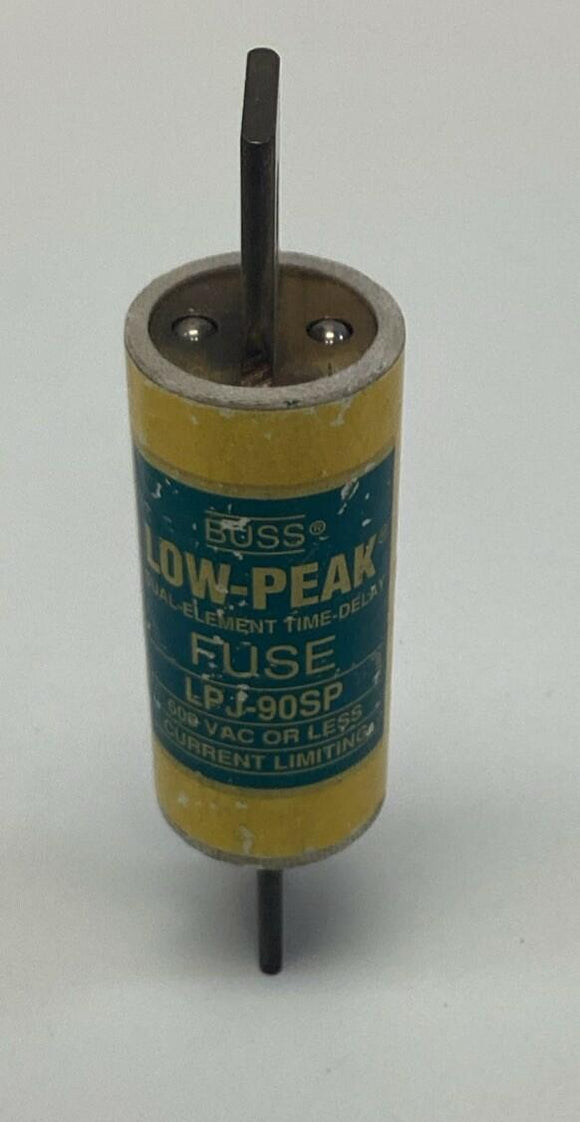 BUSS®
LOW-PEAK®
DUAL-ELEMENT TIME-DELAY
FUSE
LPJ-90SP
600 VAC OR LESS
CURRENT LIMITING